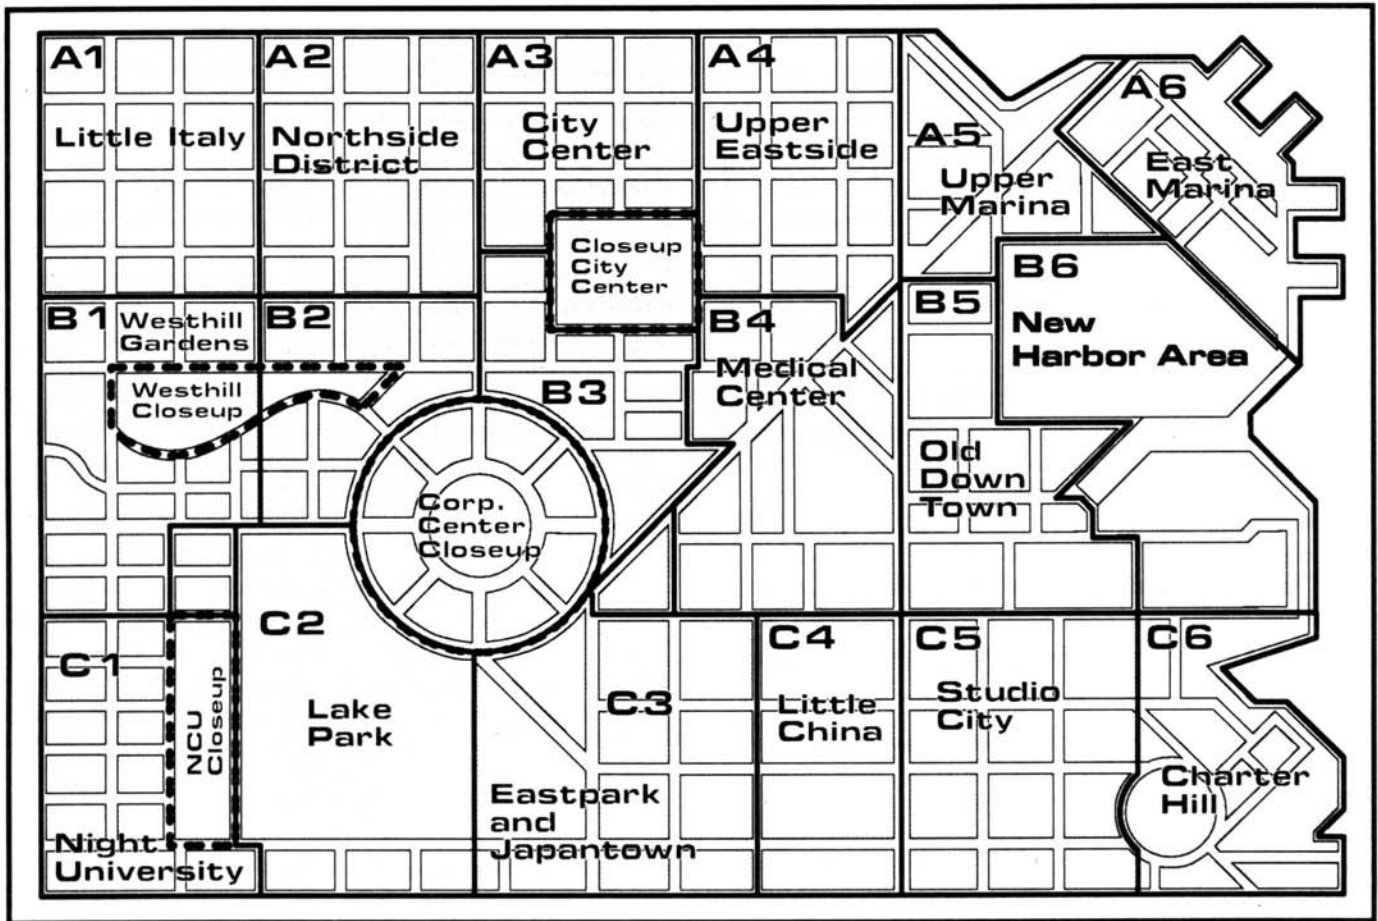 A1
Little Italy
A2
Northside
District
A3
City
Center
A4
Upper
Eastside
A5
Upper
Marina
A6
East
Marina
Closeup
City
Center
B1
Westhill
Gardens
Westhill
Closeup
B2
B3
B4
Medical
Center
B5
Old
Down
Town
B6
New
Harbor Area
Corp.
Center
Closeup
C1
NCU
Closeup
Night
University
C2
Lake
Park
C3
Eastpark
and
Japantown
C4
Little
China
C5
Studio
City
C6
Charter
Hill